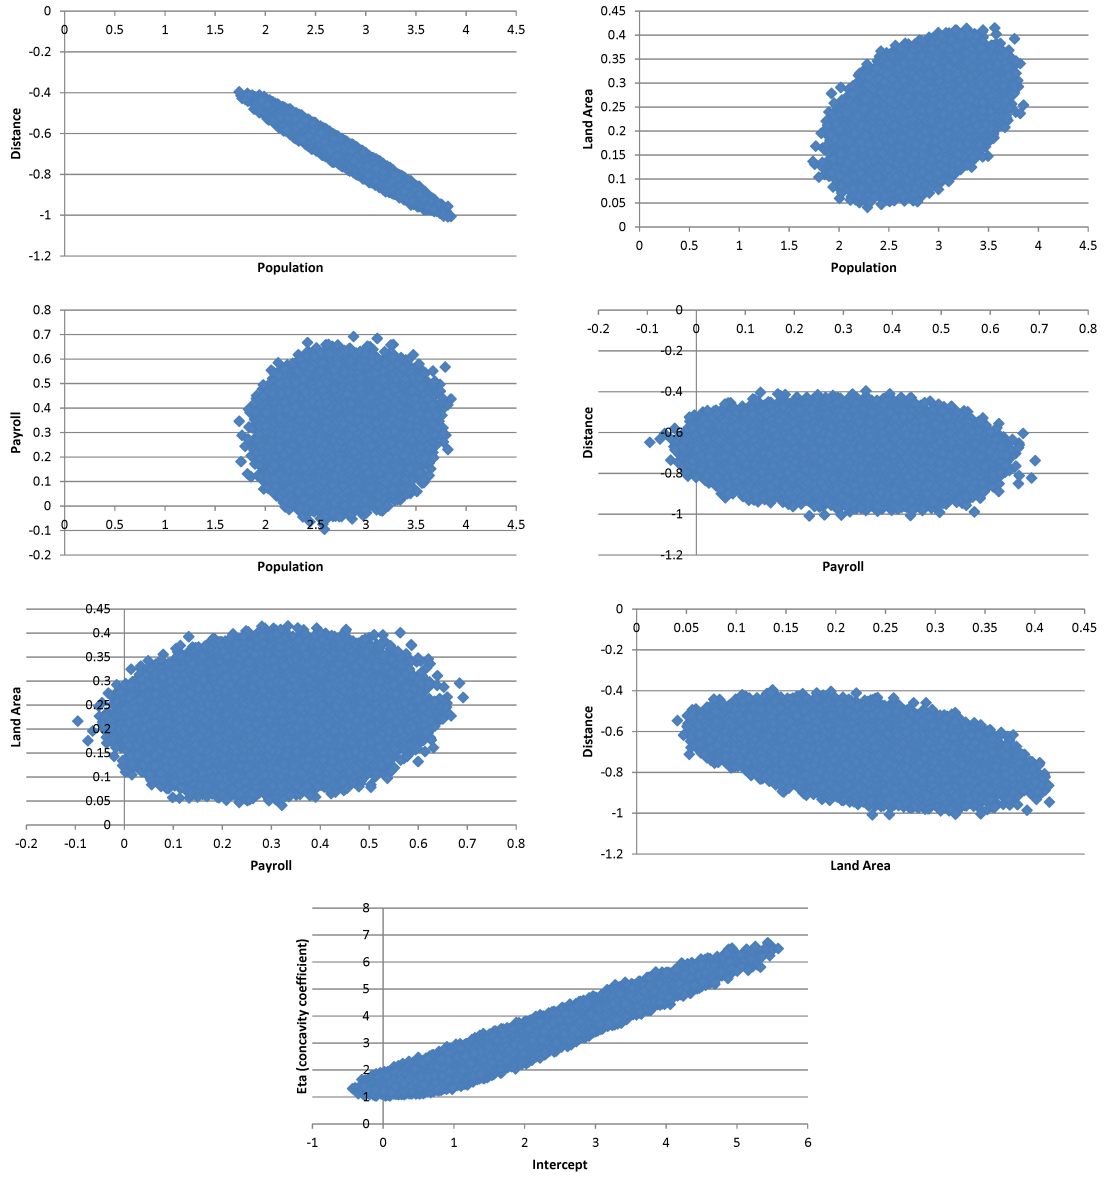 0
0 0.5 1 1.5 2 2.5 3 3.5 4 4.5
-0.2
-0.4
-0.6
-0.8
-1
-1.2
Distance
Population
0.45
0.4
0.35
0.3
0.25
0.2
0.15
0.1
0.05
0
0 0.5 1 1.5 2 2.5 3 3.5 4 4.5
Land Area
Population
0.8
0.7
0.6
0.5
0.4
0.3
0.2
0.1
0
0 0.5 1 1.5 2 2.5 3 3.5 4 4.5
-0.1
-0.2
Payroll
Population
0
-0.2 -0.1 0 0.1 0.2 0.3 0.4 0.5 0.6 0.7 0.8
-0.2
-0.4
-0.6
-0.8
-1
-1.2
Distance
Payroll
0.45
0.4
0.35
0.3
0.25
0.2
0.15
0.1
0.05
0
-0.2 -0.1 0 0.1 0.2 0.3 0.4 0.5 0.6 0.7 0.8
Land Area
Payroll
0
0 0.05 0.1 0.15 0.2 0.25 0.3 0.35 0.4 0.45
-0.2
-0.4
-0.6
-0.8
-1
-1.2
Distance
Land Area
8
7
6
5
4
3
2
1
0
-1 0 1 2 3 4 5 6
Eta (concavity coefficient)
Intercept